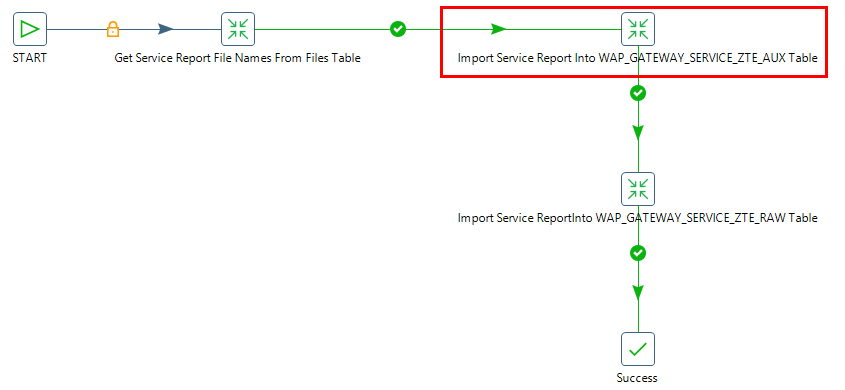 START
Get Service Report File Names From Files Table
Import Service Report Into WAP_GATEWAY_SERVICE_ZTE_AUX Table
Import Service ReportInto WAP_GATEWAY_SERVICE_ZTE_RAW Table
Success